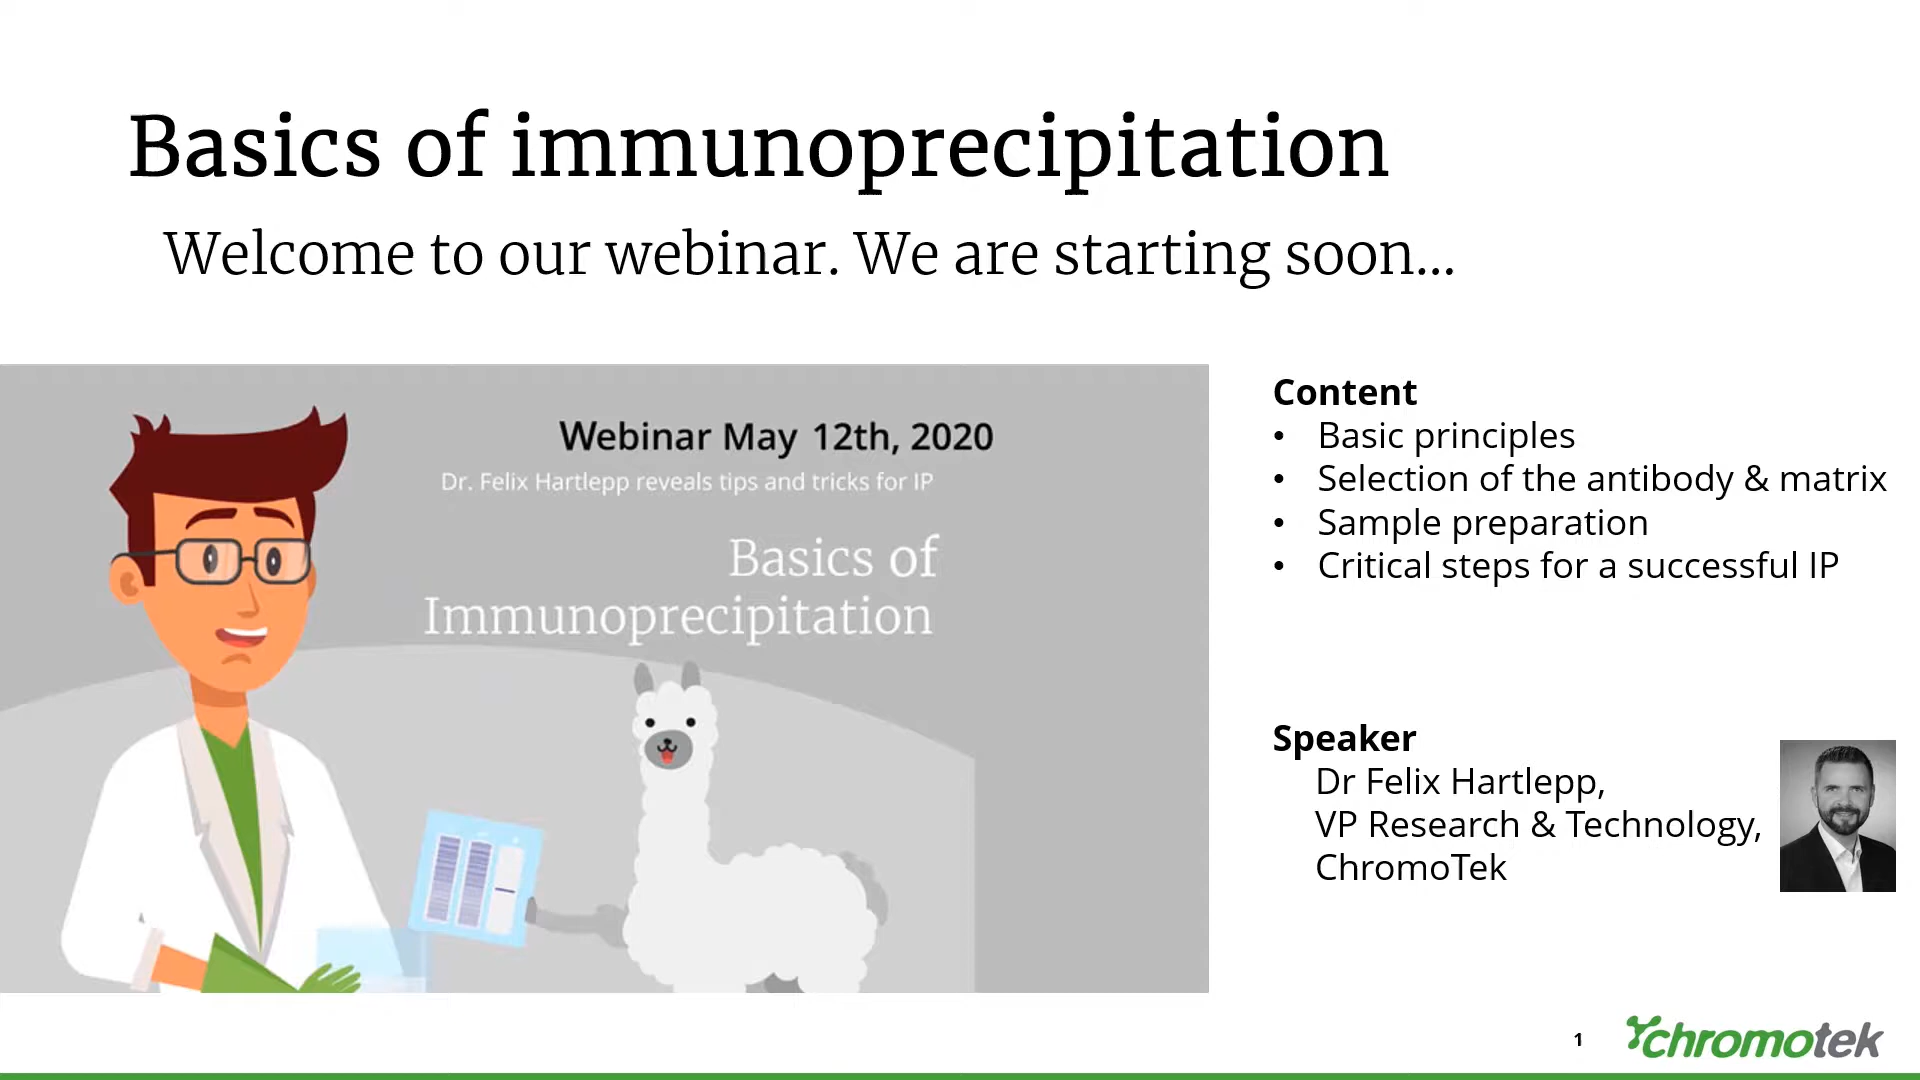 Basics of immunoprecipitation
Welcome to our webinar. We are starting soon...
Webinar May 12th, 2020
Dr. Felix Hartlepp reveals tips and tricks for IP
Basics of
Immunoprecipitation
Content
• Basic principles
• Selection of the antibody & matrix
• Sample preparation
• Critical steps for a successful IP
Speaker
Dr Felix Hartlepp,
VP Research & Technology,
ChromoTek
1
chromotek